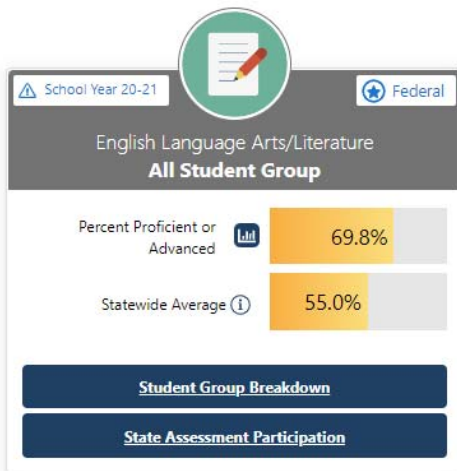 School Year 20-21
Federal
English Language Arts/Literature
All Student Group
Percent Proficient or
Advanced
69.8%
Statewide Average
55.0%
Student Group Breakdown
State Assessment Participation